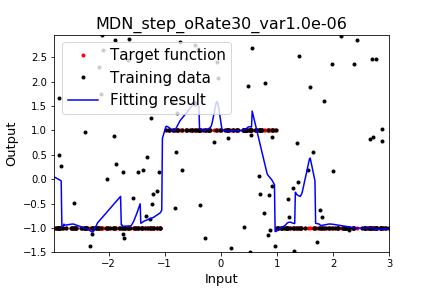 MDN_step_oRate30_var1.0e-06
Target function
Training data
Fitting result
Output
2.5
2.0
1.5
1.0
0.5
0.0
−0.5
−1.0
−1.5
−2
−1
0
1
2
3
Input